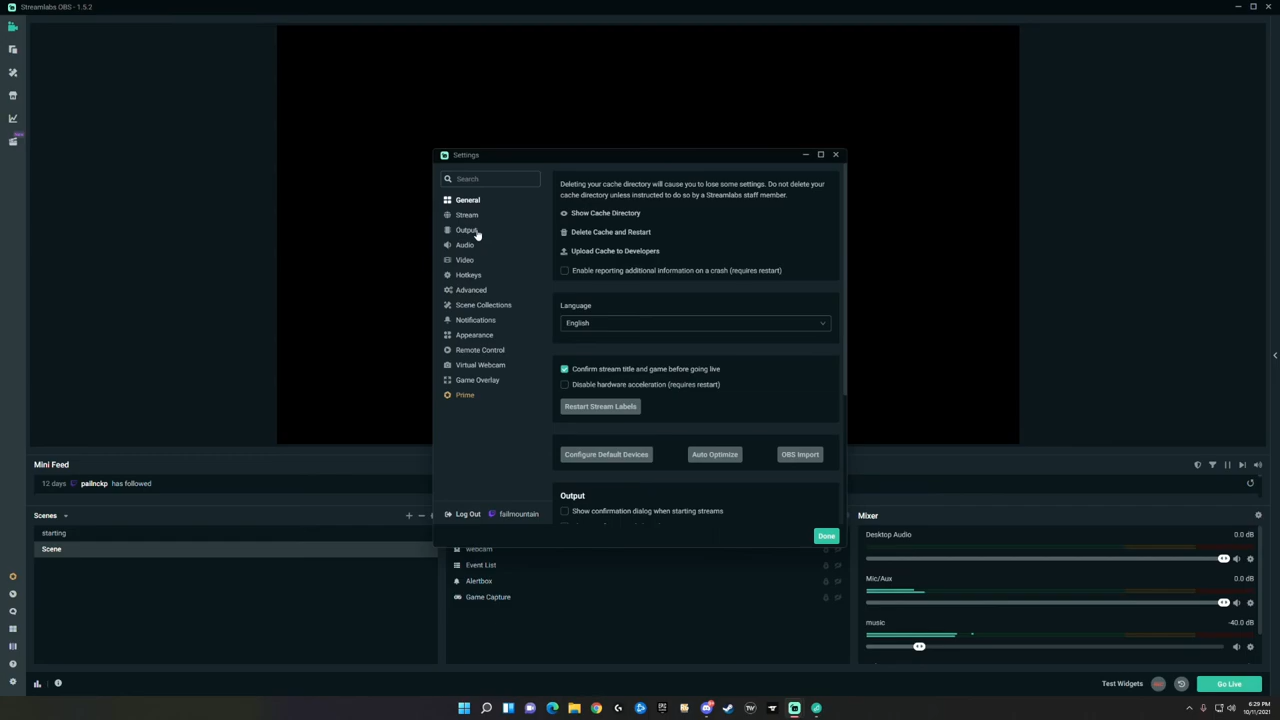 Streamlabs OBS - 1.5.2
New
Settings
Search
General
Stream
Output
Audio
Video
Hotkeys
Advanced
Scene Collections
Notifications
Appearance
Remote Control
Virtual Webcam
Game Overlay
Prime
Log Out failmountain
Deleting your cache directory will cause you to lose some settings. Do not delete your
cache directory unless instructed to do so by a Streamlabs staff member.
Show Cache Directory
Delete Cache and Restart
Upload Cache to Developers
Enable reporting additional information on a crash (requires restart)
Language
English
Confirm stream title and game before going live
Disable hardware acceleration (requires restart)
Restart Stream Labels
Configure Default Devices Auto Optimize OBS Import
Output
Show confirmation dialog when starting streams
Done
Mini Feed
12 days pailnckp has followed
Scenes
starting
Scene
webcam
Event List
Alertbox
Game Capture
Mixer
Desktop Audio 0.0 dB
Mic/Aux 0.0 dB
music -40.0 dB
Test Widgets REC Go Live
6:29 PM
10/11/2021